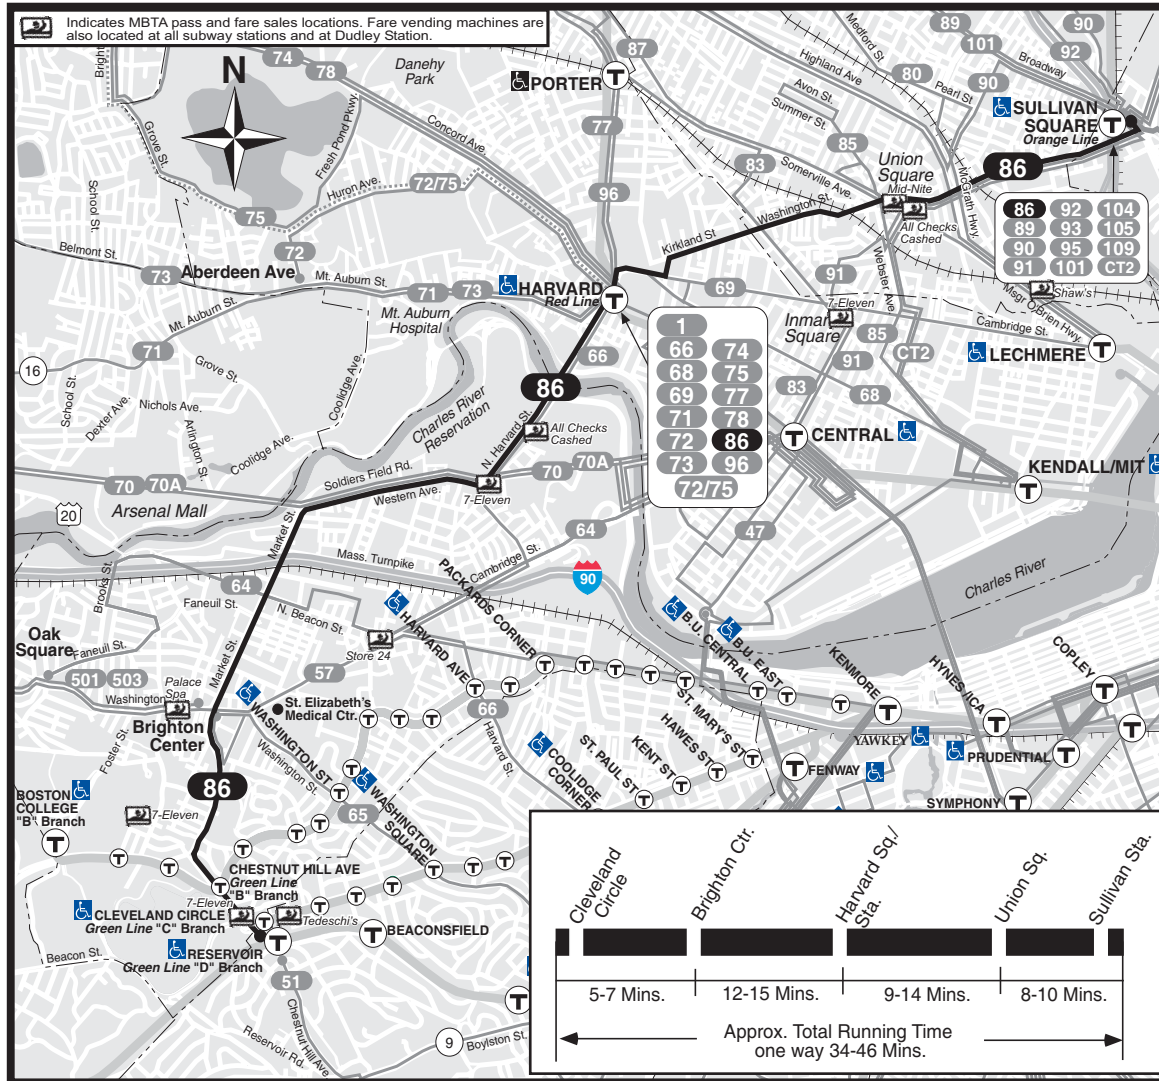 Indicates MBTA pass and fare sales locations. Fare vending machines are
also located at all subway stations and at Dudley Station.
N
Danehy
Park
PORTER
87
89
101
90
92
Broadway
Medford St.
Highland Ave
80
Pearl St
90
Avon St.
Summer St.
85
SULLIVAN
SQUARE
Orange Line
74
78
Grove St.
Fresh Pond Pkwy.
Concord Ave.
77
83
Somerville Ave.
Union
Square
Mid-Nite
McGrath Hwy.
86
School St.
Huron Ave.
72/75
96
Washington St.
All Checks
Cashed
75
72
Kirkland St
Webster Ave.
86 92 104
89 93 105
90 95 109
91 101 CT2
Belmont St.
73
Aberdeen Ave
Mt. Auburn St.
71
73
HARVARD
Red Line
69
91
7-Eleven
Shaw's
Msgr O'Brien Hwy.
Mt. Auburn St.
Mt. Auburn
Hospital
Inman
Square
85
Cambridge St.
LECHMERE
71
16
66
1
66 74
68 75
69 77
71 78
72 86
73 96
72/75
91
CT2
83
68
Grove St.
Coolidge Ave.
School St.
Dexter Ave.
Nichols Ave.
Arlington St.
Coolidge Ave.
Charles River
Reservation
86
N. Harvard St.
All Checks
Cashed
CENTRAL
KENDALL/MIT
70
70A
Soldiers Field Rd.
Western Ave.
7-Eleven
70
70A
20
Arsenal Mall
Market St.
64
47
Mass. Turnpike
Cambridge St.
90
Charles River
Brooks St.
64
Faneuil St.
N. Beacon St.
PACKARDS CORNER
HARVARD AVE
B.U. CENTRAL
B.U. EAST
KENMORE
HYNES/ICA
COPLEY
Oak
Square
Faneuil St.
Market St.
Store 24
57
501
503
Washington
Palace
Spa
Brighton
Center
St. Elizabeth's
Medical Ctr.
WASHINGTON ST
Washington St.
66
Harvard St.
COOLIDGE
CORNER
ST. PAUL ST
KENT ST
HAWES ST
ST. MARY'S ST
YAWKEY
FENWAY
PRUDENTIAL
SYMPHONY
Foster St.
86
BOSTON
COLLEGE
"B" Branch
7-Eleven
65
WASHINGTON
SQUARE
CHESTNUT HILL AVE
Green Line
"B" Branch
7-Eleven
CLEVELAND CIRCLE
Green Line "C" Branch
Tedeschi's
BEACONSFIELD
RESERVOIR
Green Line "D" Branch
Beacon St.
51
Chestnut Hill Ave.
Reservoir Rd.
9
Boylston St.
Cleveland
Circle
Brighton Ctr.
Harvard Sq./
Sta.
Union Sq.
Sullivan Sta.
5-7 Mins.
12-15 Mins.
9-14 Mins.
8-10 Mins.
Approx. Total Running Time
one way 34-46 Mins.